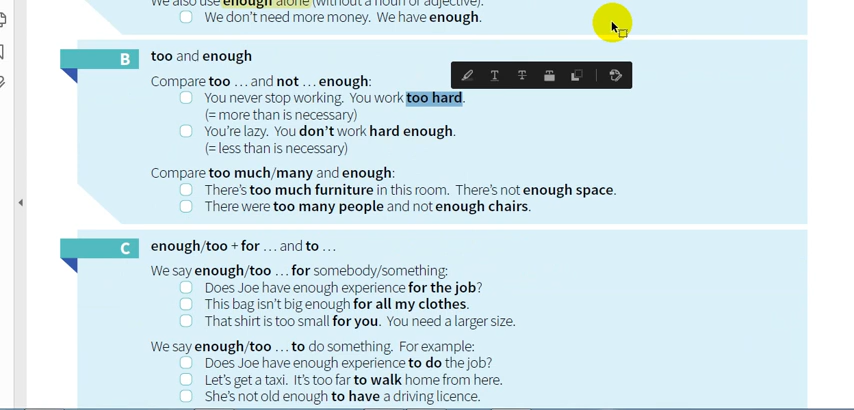 We also use enough alone (without a noun or adjective):
We don't need more money. We have enough.
B
too and enough
Compare too … and not … enough:
You never stop working. You work too hard.
(= more than is necessary)
You're lazy. You don't work hard enough.
(= less than is necessary)
Compare too much/many and enough:
There's too much furniture in this room. There's not enough space.
There were too many people and not enough chairs.
C
enough/too + for … and to …
We say enough/too … for somebody/something:
Does Joe have enough experience for the job?
This bag isn't big enough for all my clothes.
That shirt is too small for you. You need a larger size.
We say enough/too … to do something. For example:
Does Joe have enough experience to do the job?
Let's get a taxi. It's too far to walk home from here.
She's not old enough to have a driving licence.